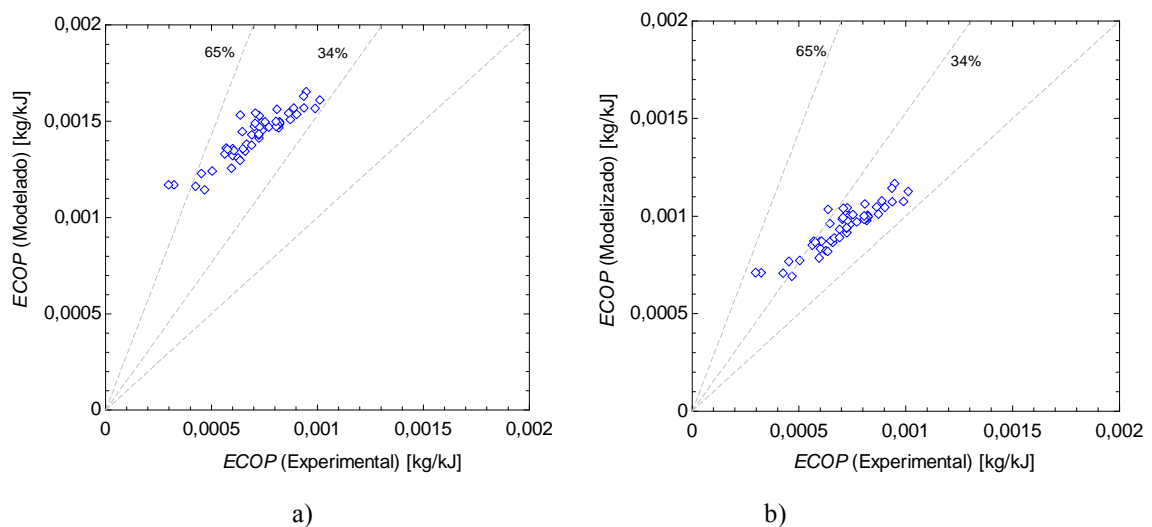 0,002
65%
34%
0,0015
0,001
0,0005
0
ECOP (Modelado) [kg/kJ]
0 0,0005 0,001 0,0015 0,002
ECOP (Experimental) [kg/kJ]
a)
0,002
65%
34%
0,0015
0,001
0,0005
0
ECOP (Modelizado) [kg/kJ]
0 0,0005 0,001 0,0015 0,002
ECOP (Experimental) [kg/kJ]
b)